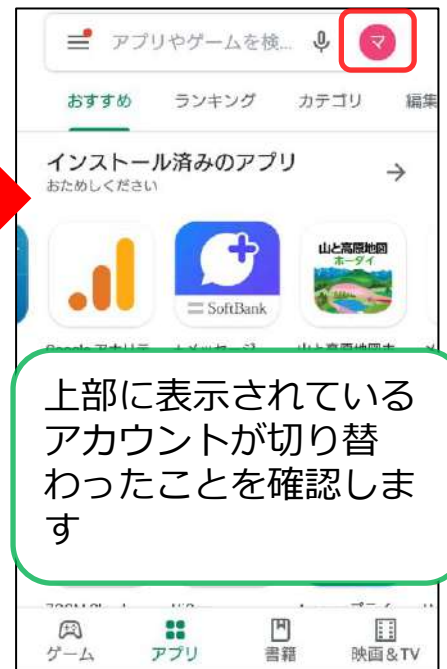 アプリやゲームを検... マ
おすすめ ランキング カテゴリ 編集
インストール済みのアプリ
おためしください
SoftBank
山と高原地図
ホーダイ
上部に表示されている
アカウントが切り替
わったことを確認しま
す
ゲーム アプリ 書籍 映画&TV